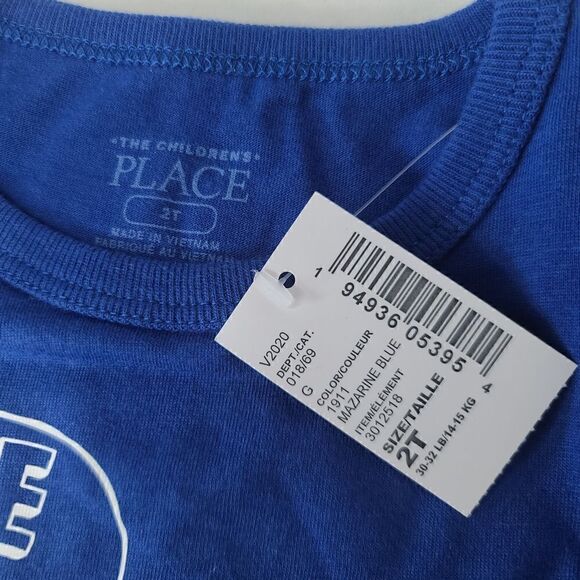 •THE CHILDREN'S•
PLACE
2T
MADE IN VIETNAM
FABRIQUÉ AU VIETNAM
1 94936 05395 4
V2020
DEPT./CAT.
018/69
G
COLOR/COULEUR
1911
MAZARINE BLUE
ITEM/ELÉMENT
3012518
SIZE/TAILLE
2T
30-32 LB/14-15 KG
E